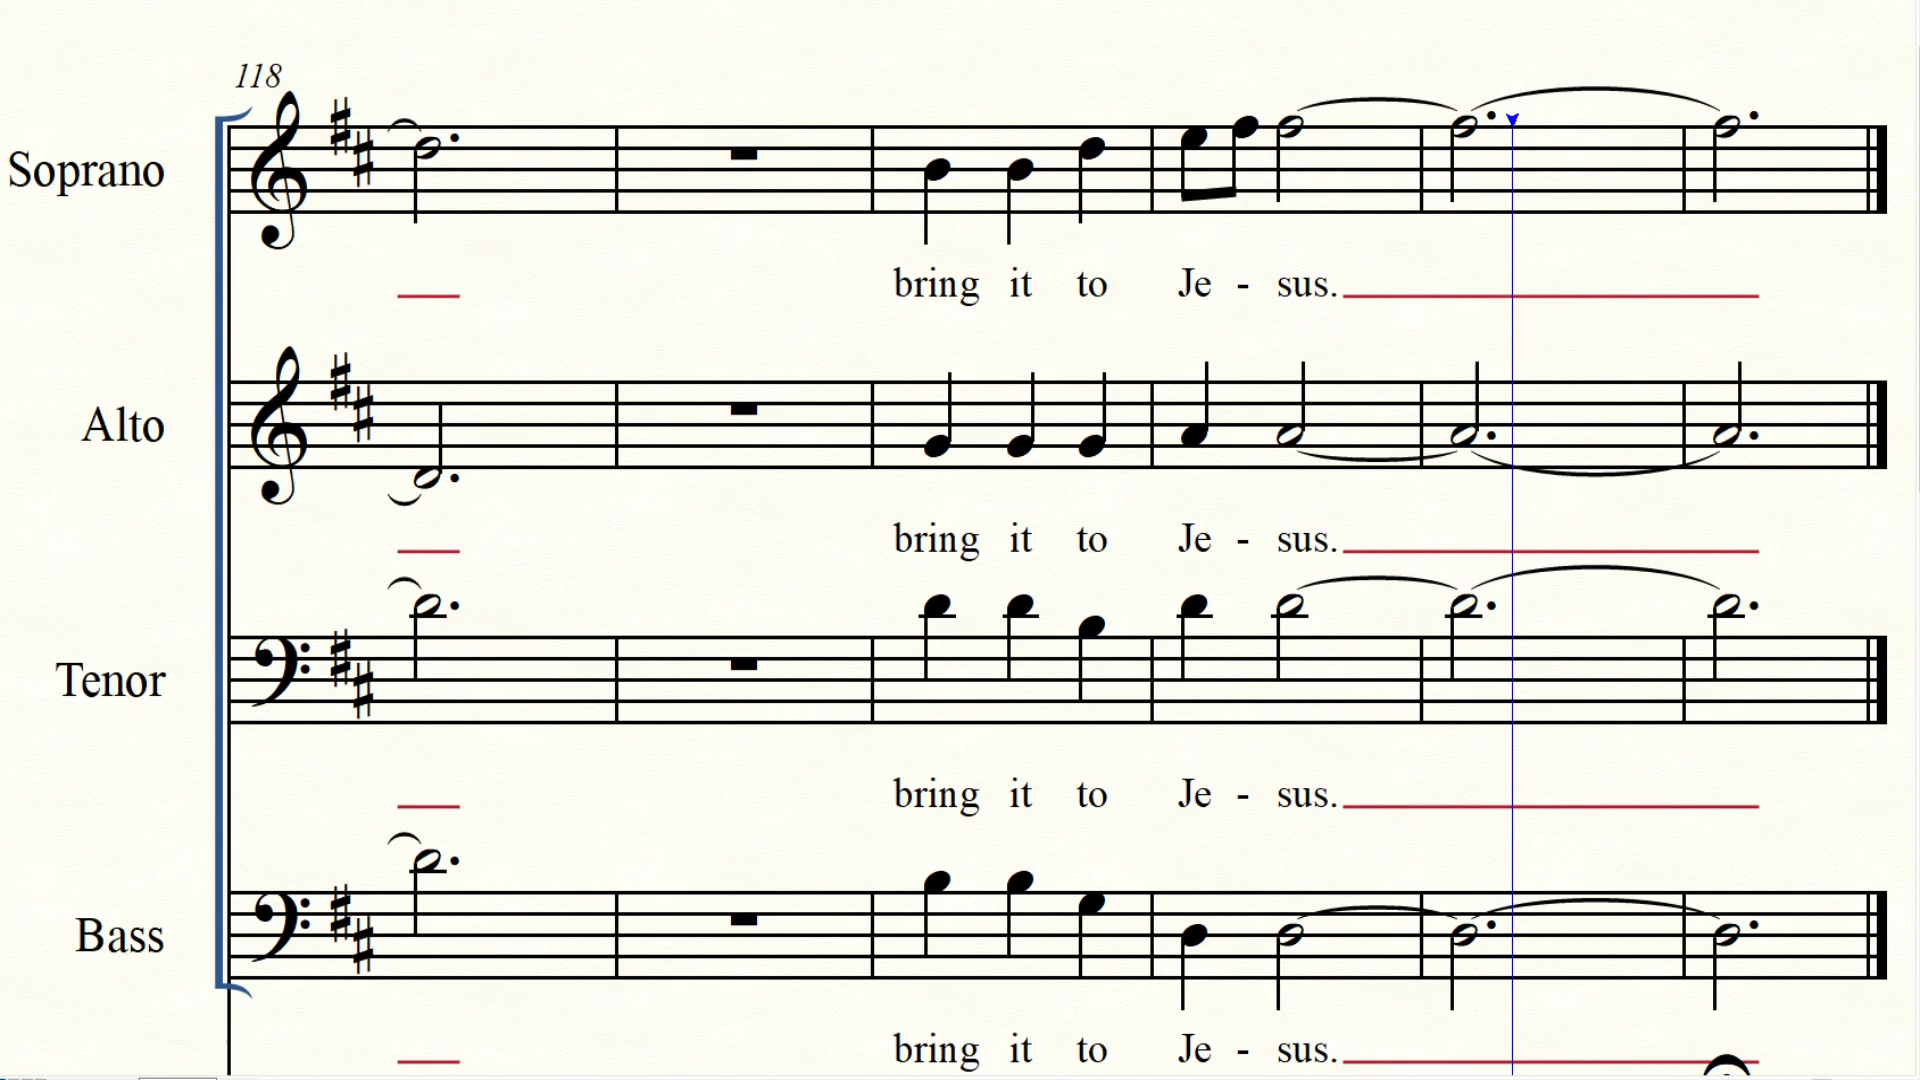 118
Soprano
bring it to Je - sus.
Alto
bring it to Je - sus.
Tenor
bring it to Je - sus.
Bass
bring it to Je - sus.